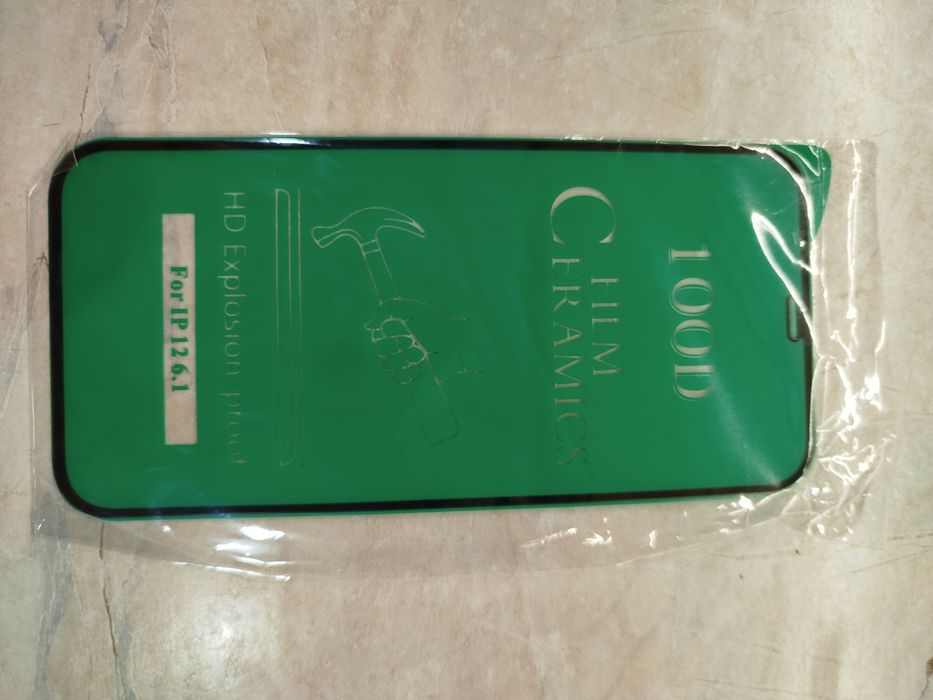 100D
FILM
CERAMICS
HD Explosion-proof
For IP 12 6.1